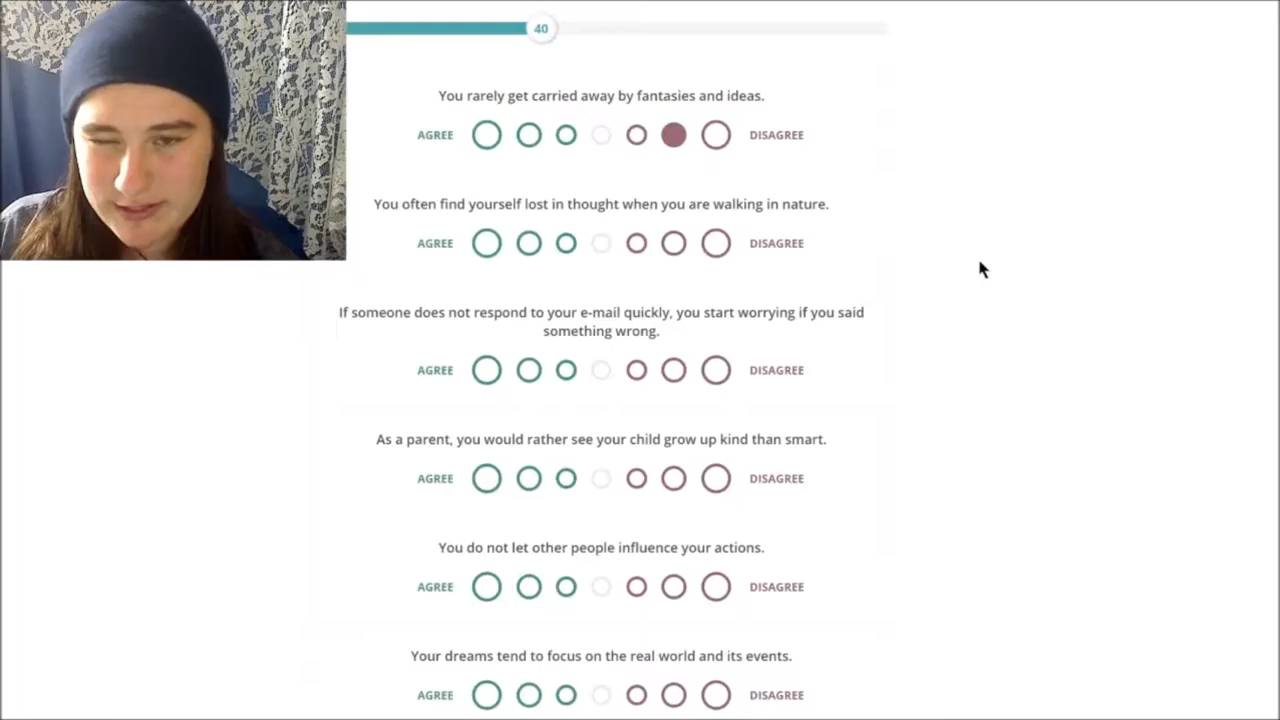 40
You rarely get carried away by fantasies and ideas.
AGREE DISAGREE
You often find yourself lost in thought when you are walking in nature.
AGREE DISAGREE
If someone does not respond to your e-mail quickly, you start worrying if you said
something wrong.
AGREE DISAGREE
As a parent, you would rather see your child grow up kind than smart.
AGREE DISAGREE
You do not let other people influence your actions.
AGREE DISAGREE
Your dreams tend to focus on the real world and its events.
AGREE DISAGREE